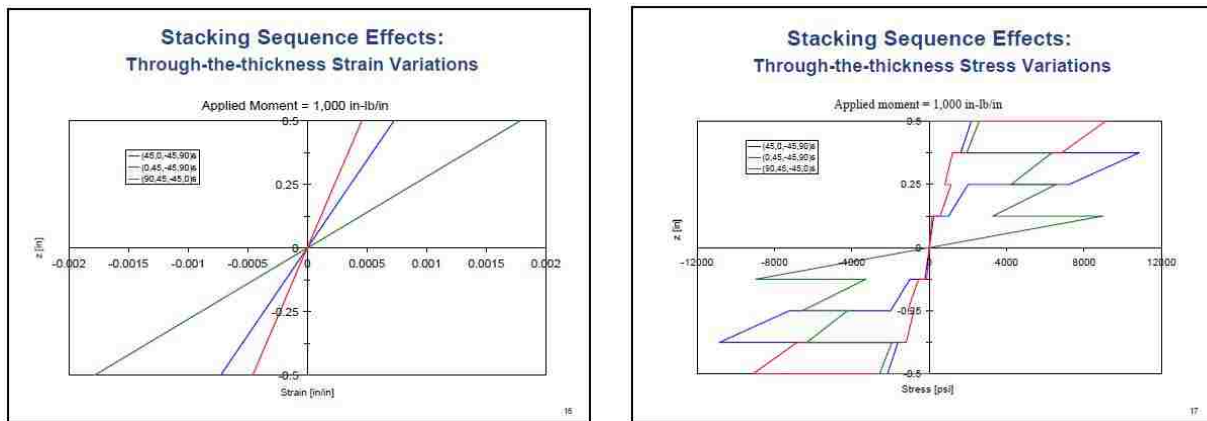 Stacking Sequence Effects:
Through-the-thickness Strain Variations
Applied Moment = 1,000 in-lb/in
0.5
(45,0,-45,90)s
(0,45,-45,90)s
(90,45,-45,0)s
0.25
z [in]
0
-0.002 -0.0015 -0.001 -0.0005 0 0.0005 0.001 0.0015 0.002
-0.25
-0.5
Strain [in/in]
16
Stacking Sequence Effects:
Through-the-thickness Stress Variations
Applied moment = 1,000 in-lb/in
0.5
(45,0,-45,90)s
(0,45,-45,90)s
(90,45,-45,0)s
0.25
z [in]
0
-12000 -8000 -4000 0 4000 8000 12000
-0.25
-0.5
Stress [psi]
17